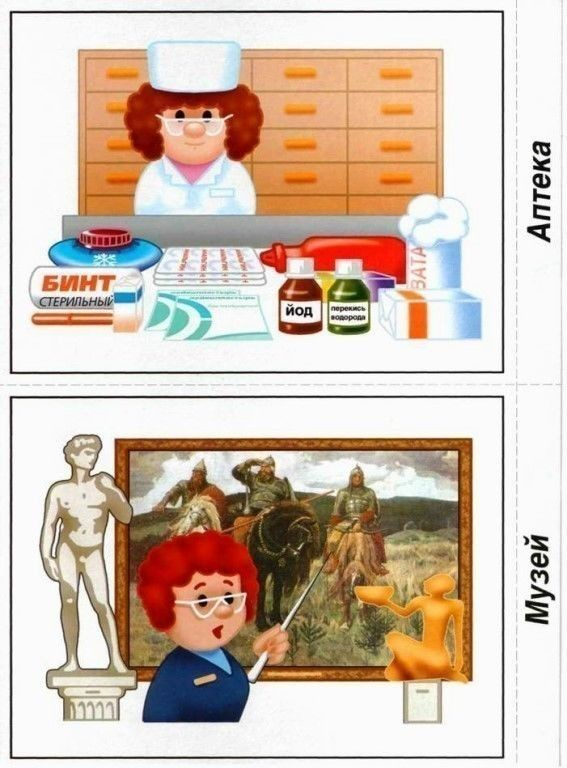 Аптека
БИНТ
СТЕРИЛЬНЫЙ
ЙОД
перекись
водорода
ВАТА
Музей